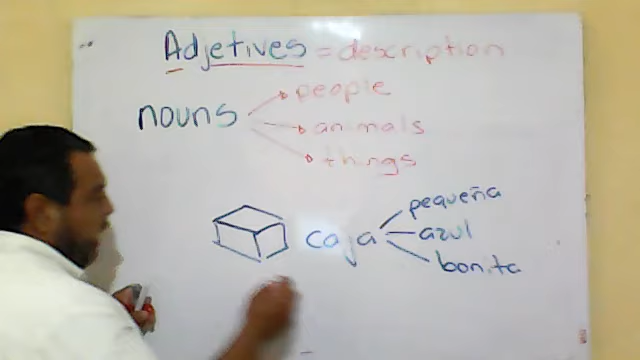 Adjetives = description
people
nouns
animals
things
pequeña
caja
azul
bonita